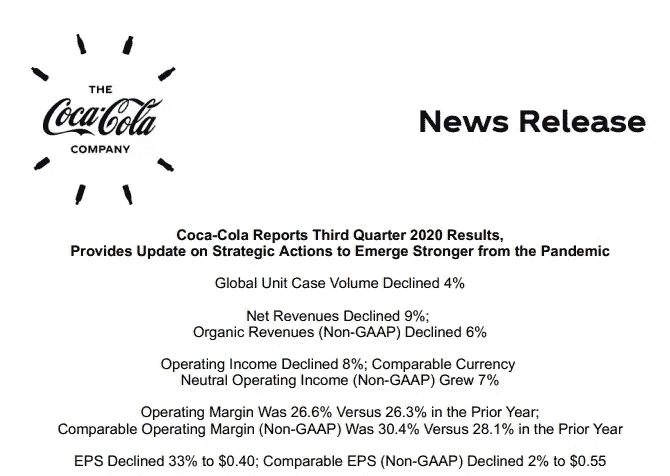 THE
Coca-Cola
COMPANY
News Release
Coca-Cola Reports Third Quarter 2020 Results,
Provides Update on Strategic Actions to Emerge Stronger from the Pandemic
Global Unit Case Volume Declined 4%
Net Revenues Declined 9%;
Organic Revenues (Non-GAAP) Declined 6%
Operating Income Declined 8%; Comparable Currency
Neutral Operating Income (Non-GAAP) Grew 7%
Operating Margin Was 26.6% Versus 26.3% in the Prior Year;
Comparable Operating Margin (Non-GAAP) Was 30.4% Versus 28.1% in the Prior Year
EPS Declined 33% to $0.40; Comparable EPS (Non-GAAP) Declined 2% to $0.55